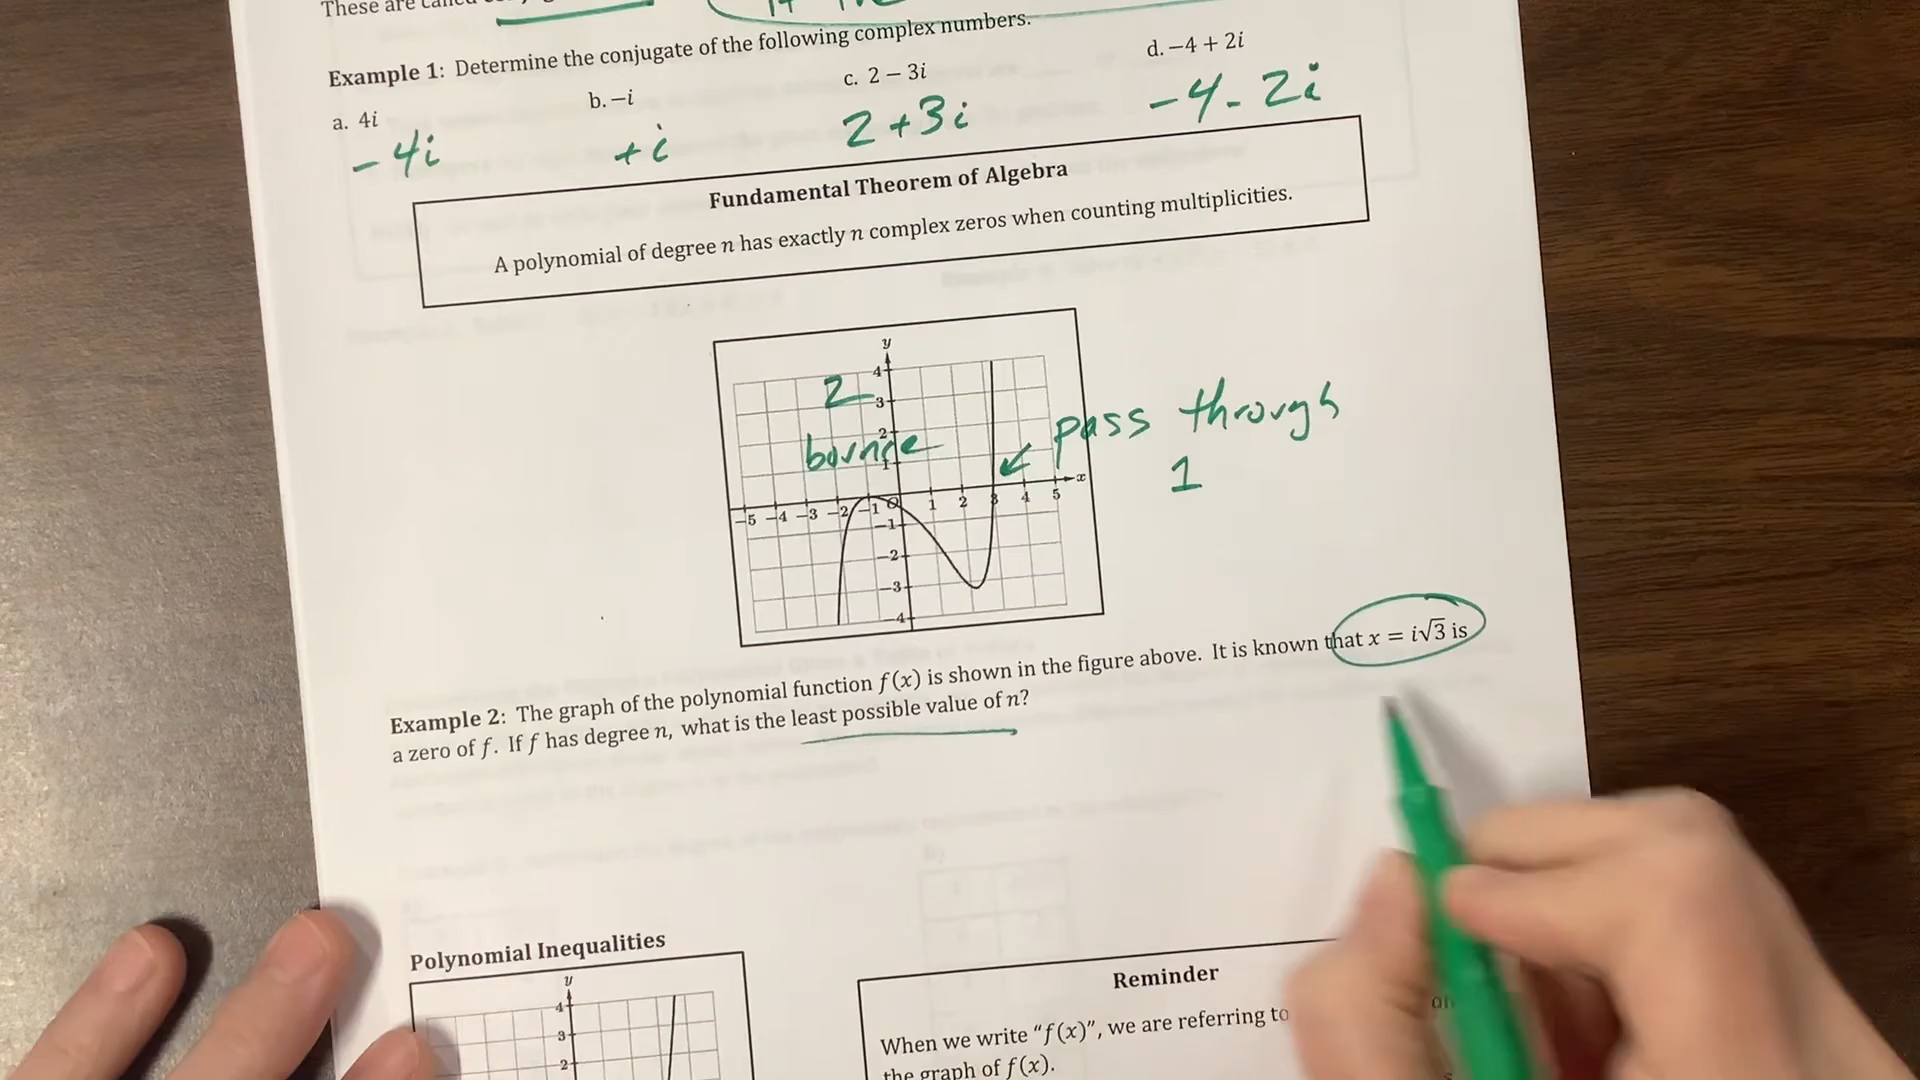 These are called
Example 1: Determine the conjugate of the following complex numbers.
a. 4i
b. −i
c. 2 − 3i
d. −4 + 2i
− 4i
+ i
2 + 3i
− 4 − 2i
Fundamental Theorem of Algebra
A polynomial of degree n has exactly n complex zeros when counting multiplicities.
y
4
3
2
1
2
bounce
pass through
1
−5 −4 −3 −2 −1 O 1 2 3 4 5 x
−1
−2
−3
−4
Example 2: The graph of the polynomial function f(x) is shown in the figure above. It is known that x = i√3 is
a zero of f. If f has degree n, what is the least possible value of n?
Polynomial Inequalities
y
4
3
2
Reminder
When we write “f(x)”, we are referring to
the graph of f(x).